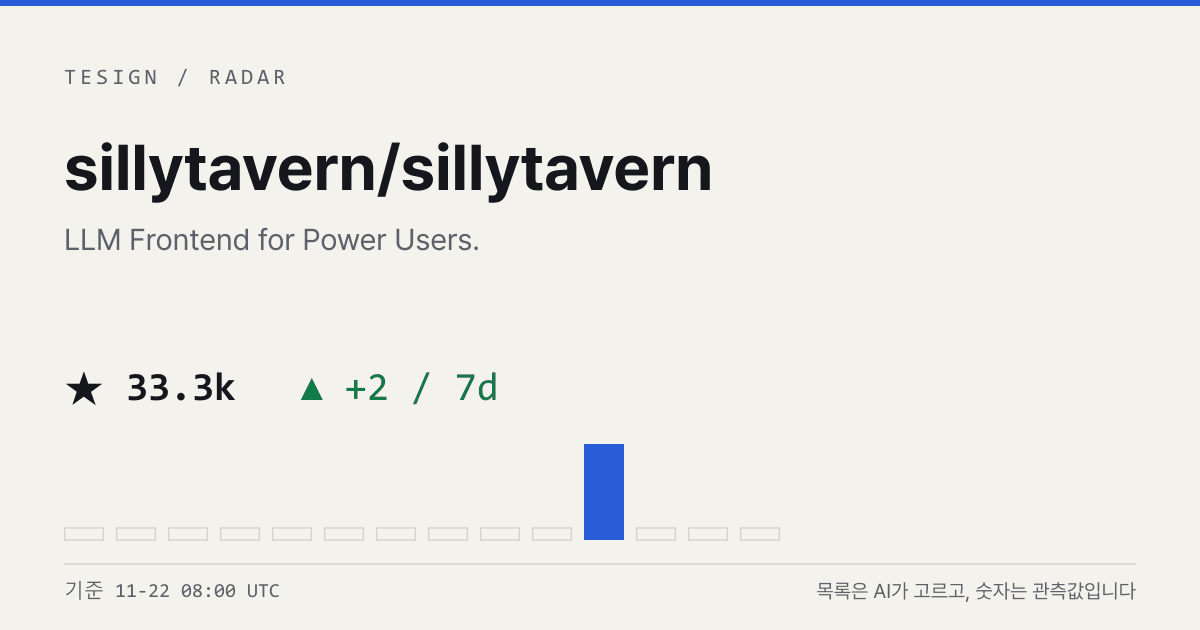 TESIGN / RADAR
sillytavern/sillytavern
LLM Frontend for Power Users.
★ 33.3k ▲ +2 / 7d
기준 11-22 08:00 UTC
목록은 AI가 고르고, 숫자는 관측값입니다